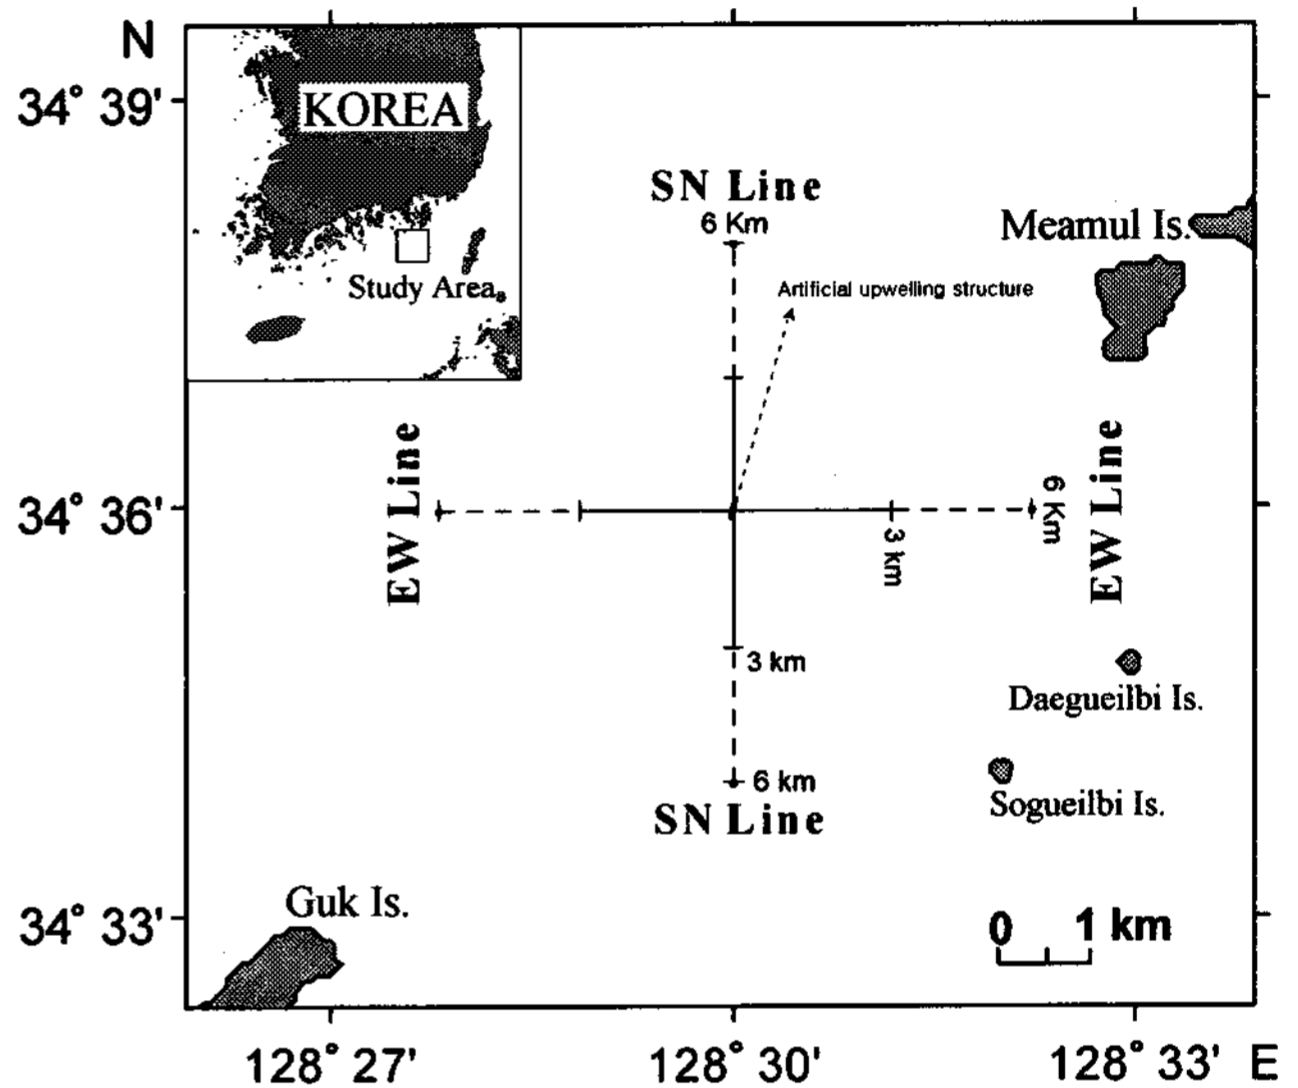 N
34° 39'
KOREA
SN Line
6 Km
Meamul Is.
Study Area
Artificial upwelling structure
EW Line
34° 36'
6 Km
EW Line
3 km
3 km
Daegueilbi Is.
6 km
Sogueilbi Is.
SN Line
Guk Is.
34° 33'
0 1 km
128° 27' 128° 30' 128° 33' E